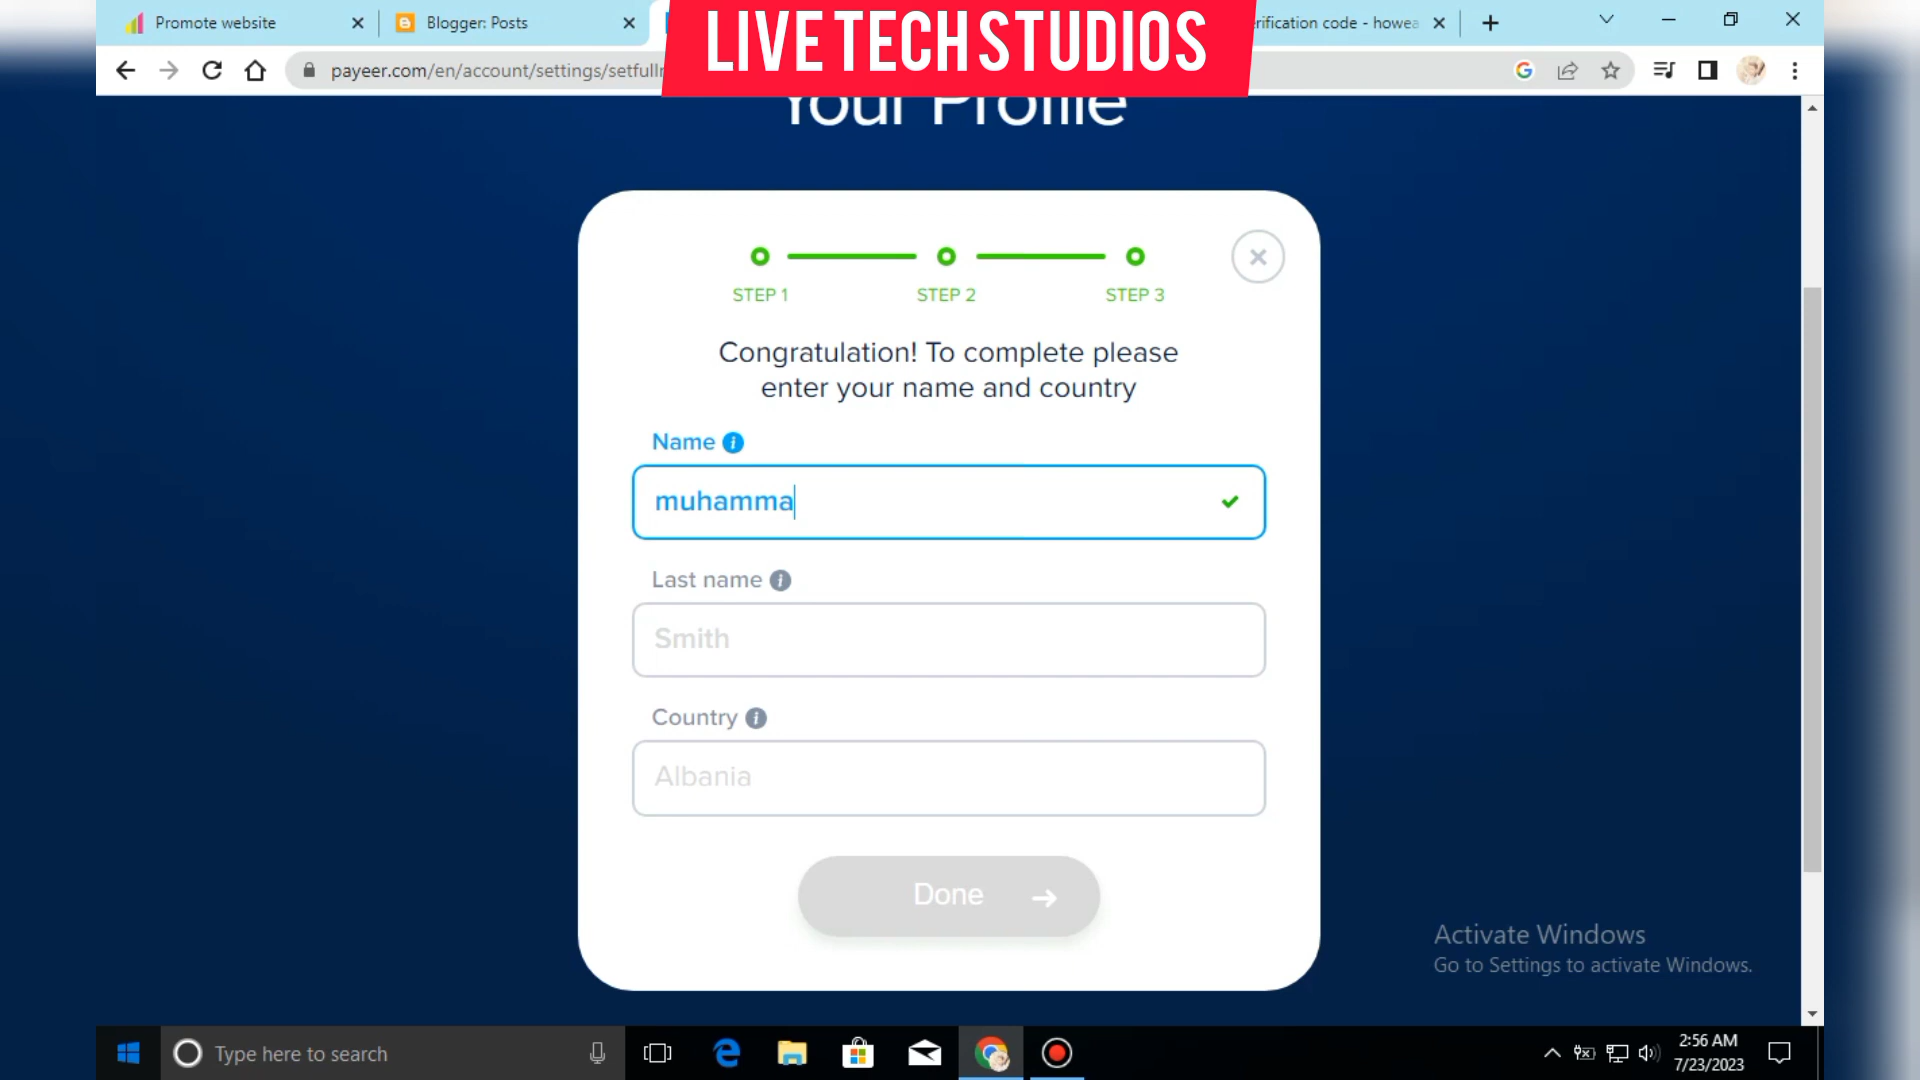 Promote website
Blogger: Posts
LIVE TECH STUDIOS
erification code - howea
payeer.com/en/account/settings/setfulln
Your Profile
STEP 1
STEP 2
STEP 3
Congratulation! To complete please
enter your name and country
Name
muhamma
Last name
Smith
Country
Albania
Done
Activate Windows
Go to Settings to activate Windows.
Type here to search
2:56 AM
7/23/2023